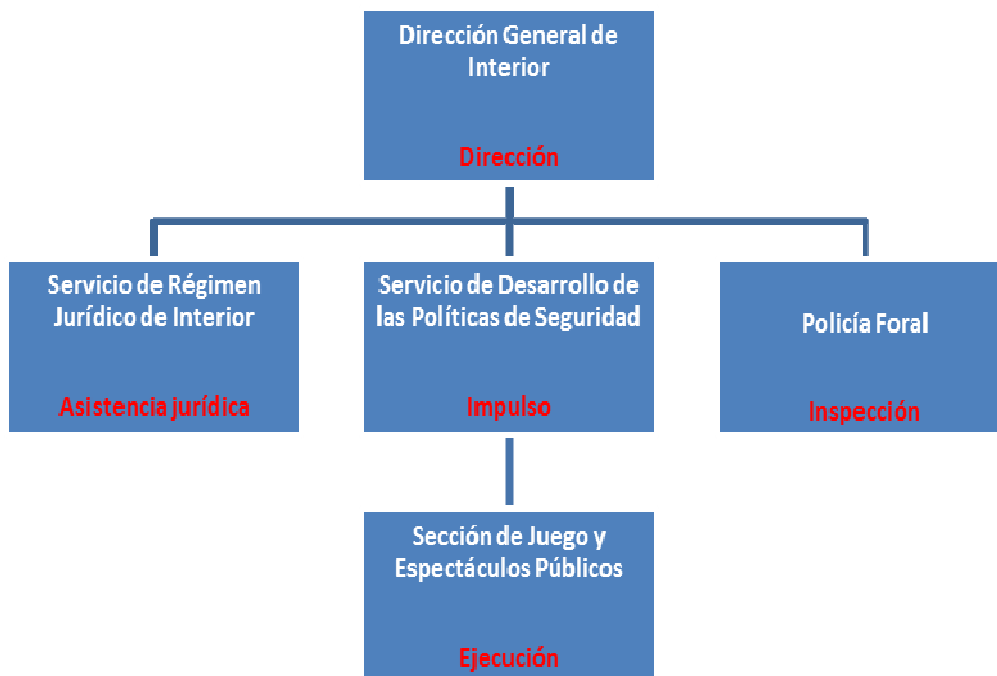 Dirección General de
Interior
Dirección
Servicio de Régimen
Jurídico de Interior
Asistencia jurídica
Servicio de Desarrollo de
las Políticas de Seguridad
Impulso
Policía Foral
Inspección
Sección de Juego y
Espectáculos Públicos
Ejecución